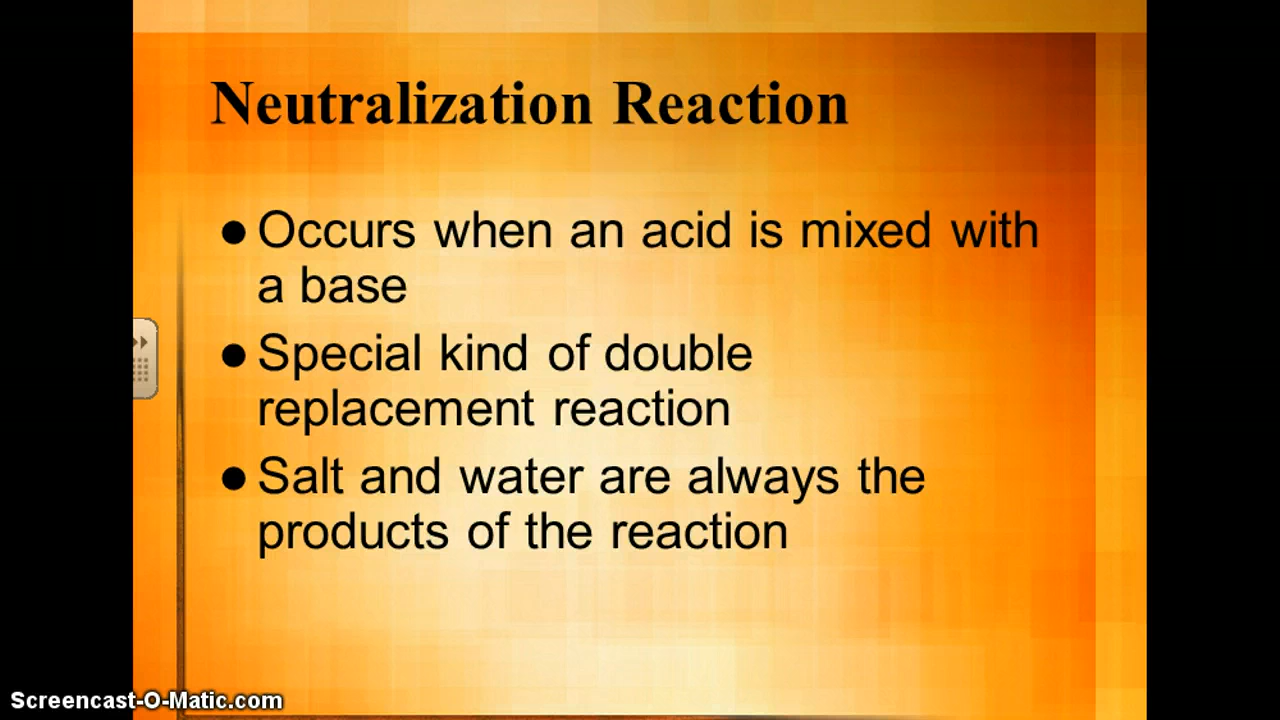 Neutralization Reaction
● Occurs when an acid is mixed with
a base
● Special kind of double
replacement reaction
● Salt and water are always the
products of the reaction
Screencast-O-Matic.com